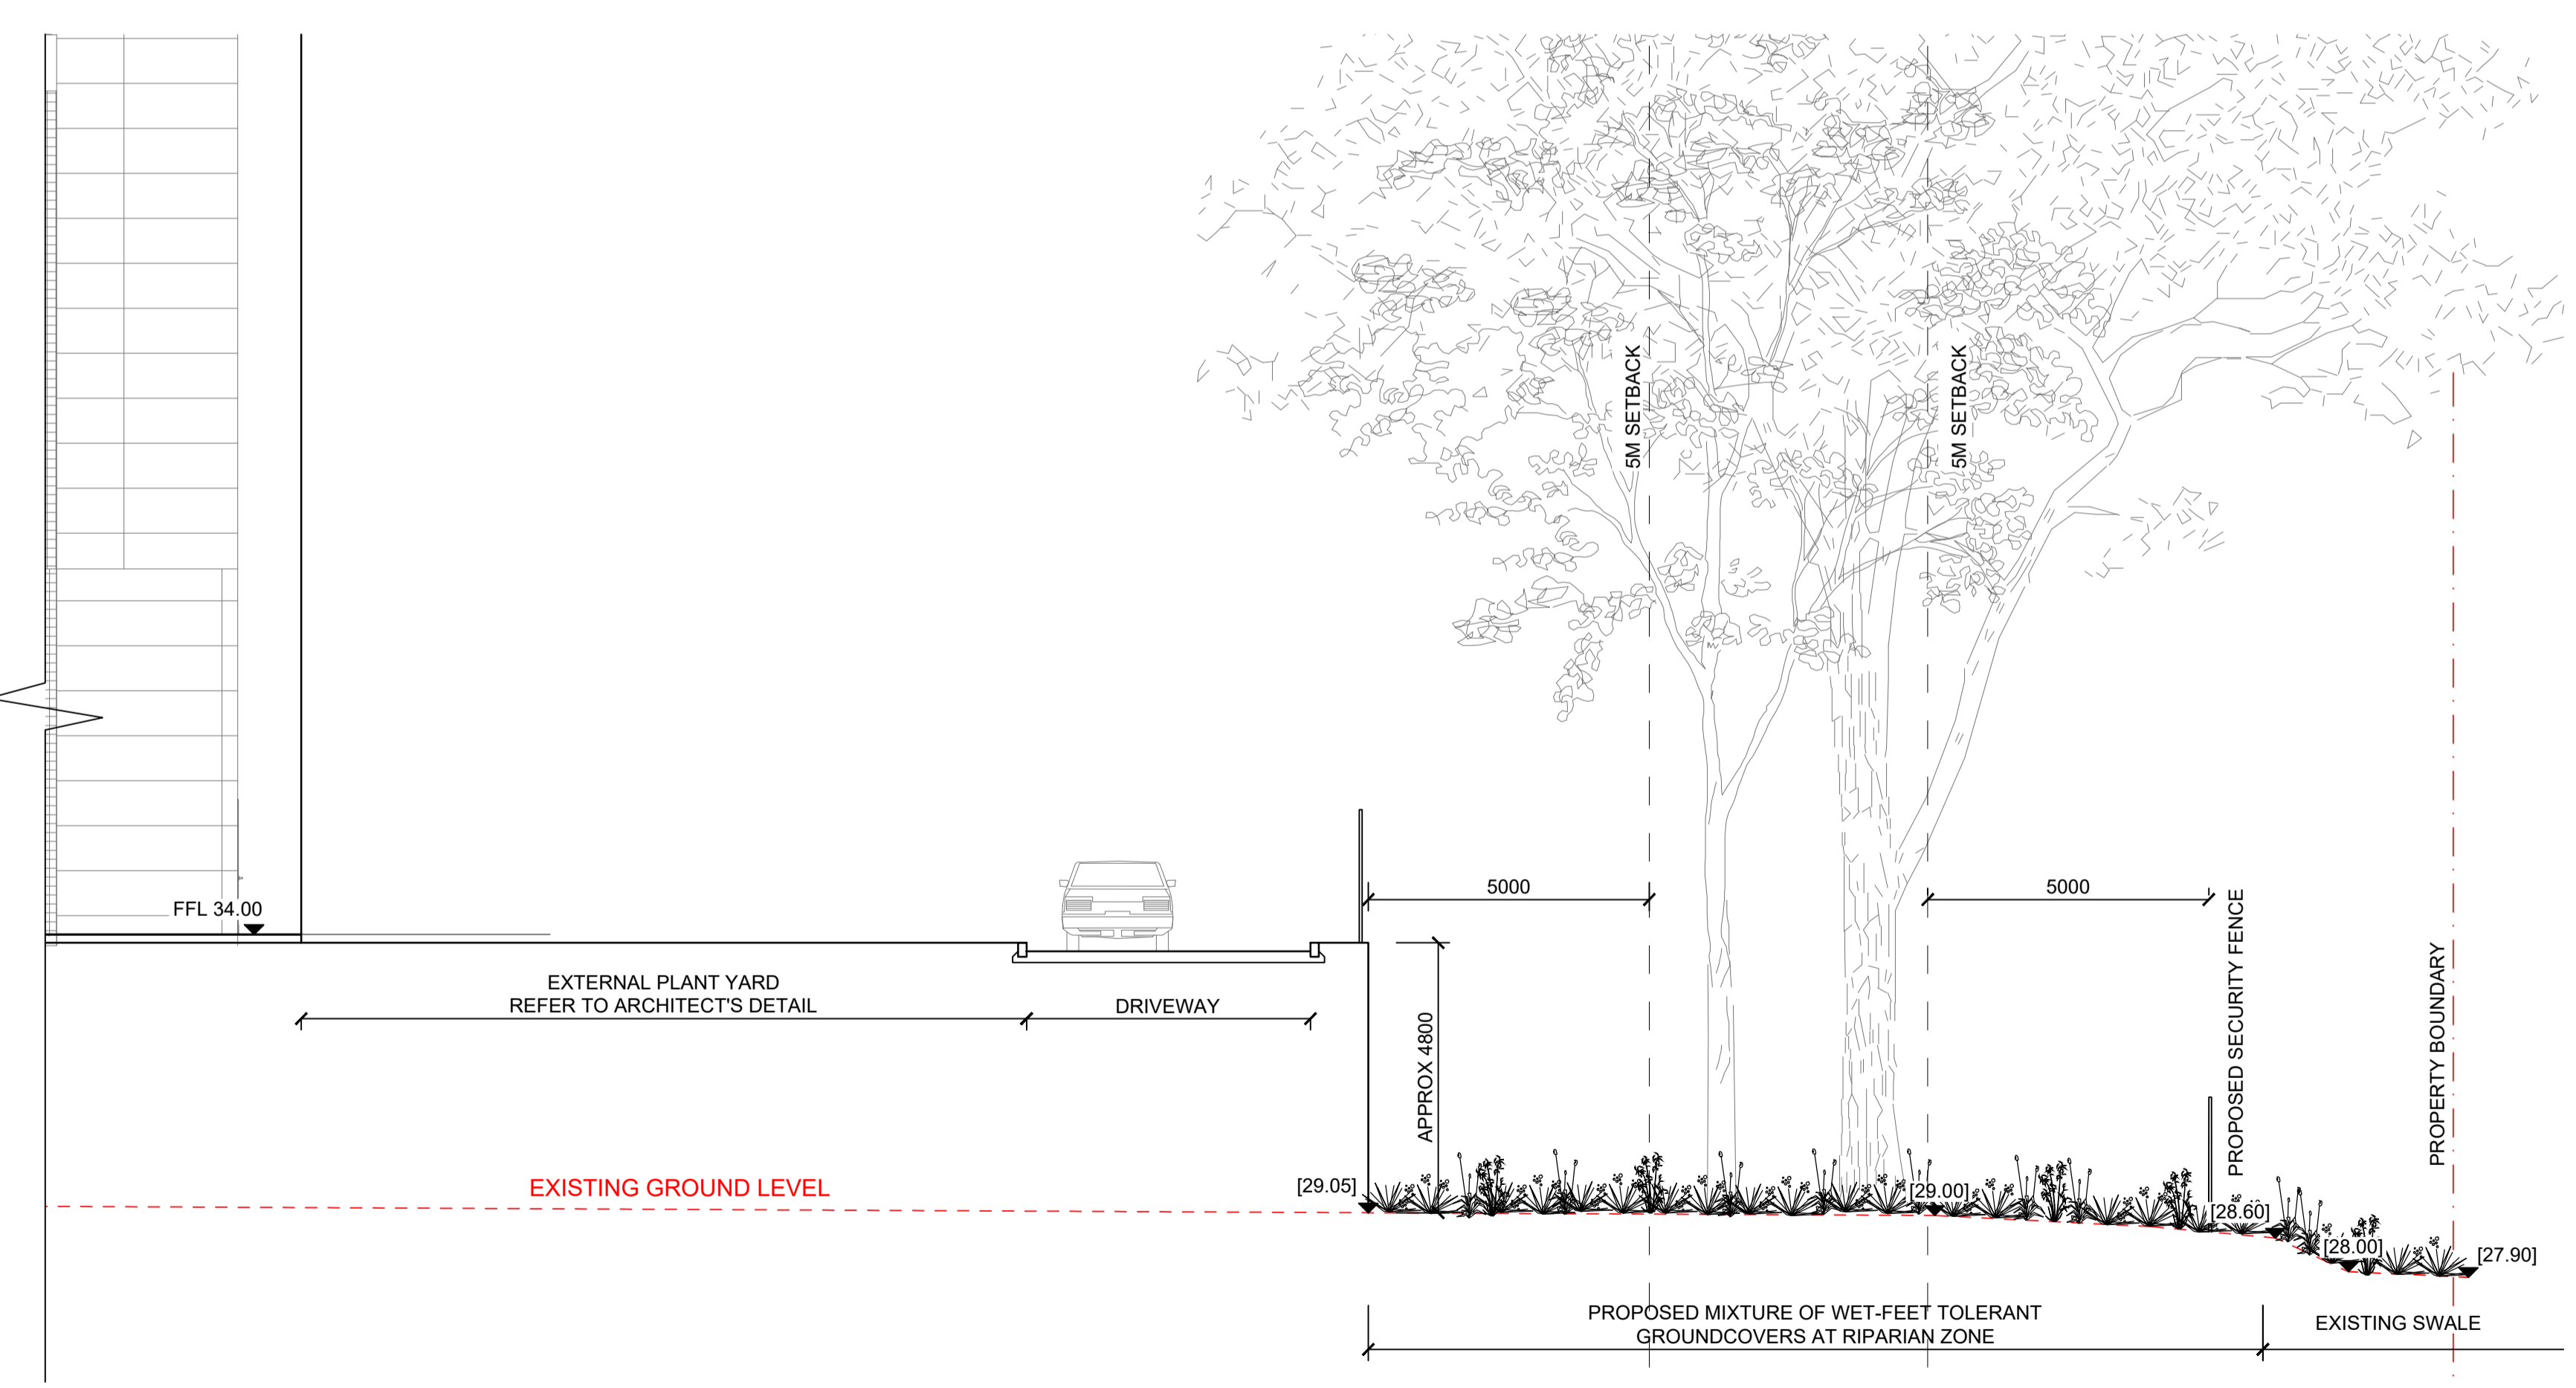 5M SETBACK
5M SETBACK
FFL 34.00
5000
5000
PROPOSED SECURITY FENCE
PROPERTY BOUNDARY
EXTERNAL PLANT YARD
REFER TO ARCHITECT'S DETAIL
DRIVEWAY
APPROX 4800
EXISTING GROUND LEVEL
[29.05]
[29.00]
[28.60]
[28.00]
[27.90]
PROPOSED MIXTURE OF WET-FEET TOLERANT
GROUNDCOVERS AT RIPARIAN ZONE
EXISTING SWALE